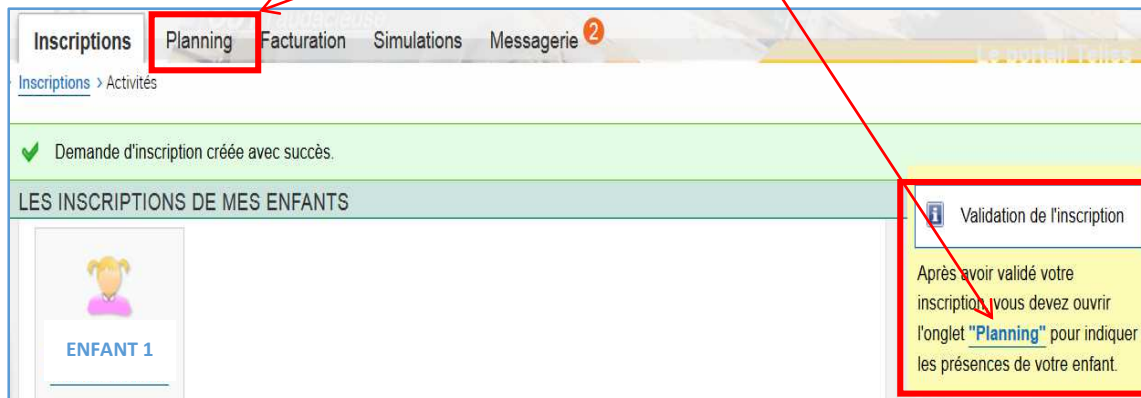 Inscriptions Planning Facturation Simulations Messagerie 2
Le portail Telios
Inscriptions > Activités
Demande d'inscription créée avec succès.
LES INSCRIPTIONS DE MES ENFANTS
ENFANT 1
Validation de l'inscription
Après avoir validé votre
inscription, vous devez ouvrir
l'onglet "Planning" pour indiquer
les présences de votre enfant.